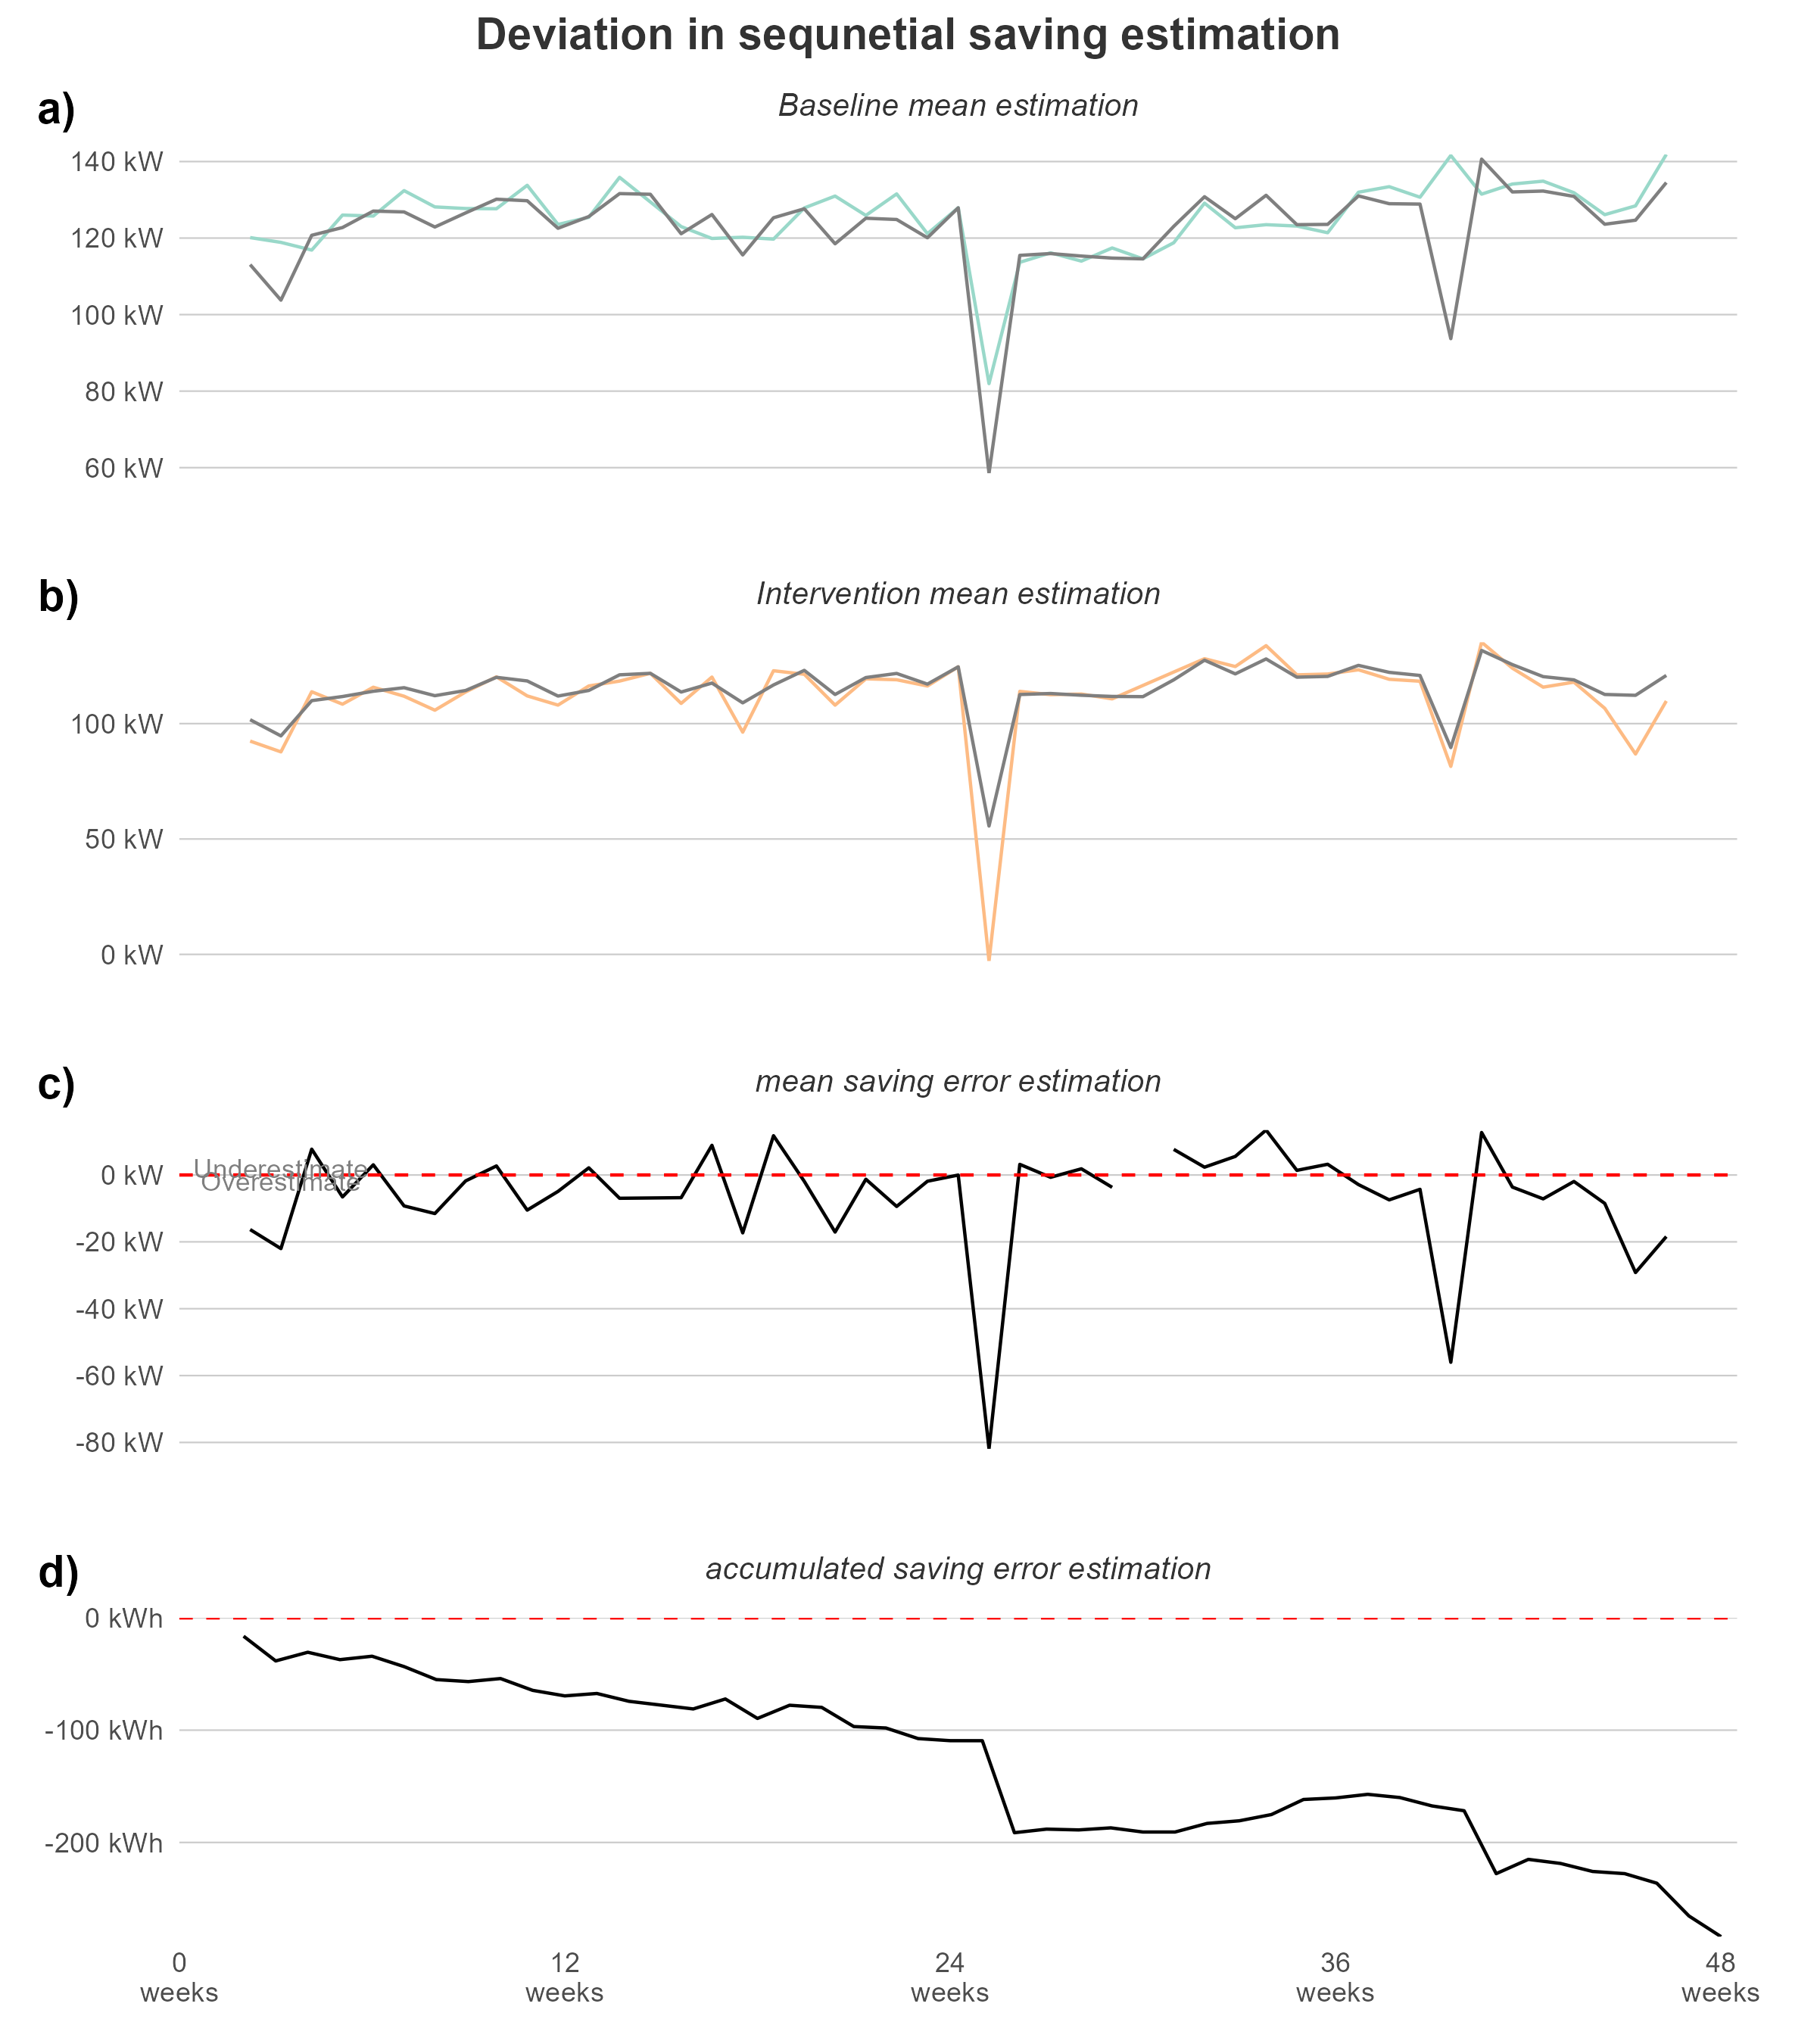 Deviation in sequnetial saving estimation
a)
Baseline mean estimation
140 kW
120 kW
100 kW
80 kW
60 kW
b)
Intervention mean estimation
100 kW
50 kW
0 kW
c)
mean saving error estimation
Underestimate
0 kW
Overestimate
-20 kW
-40 kW
-60 kW
-80 kW
d)
accumulated saving error estimation
0 kWh
-100 kWh
-200 kWh
0 12 24 36 48
weeks weeks weeks weeks weeks